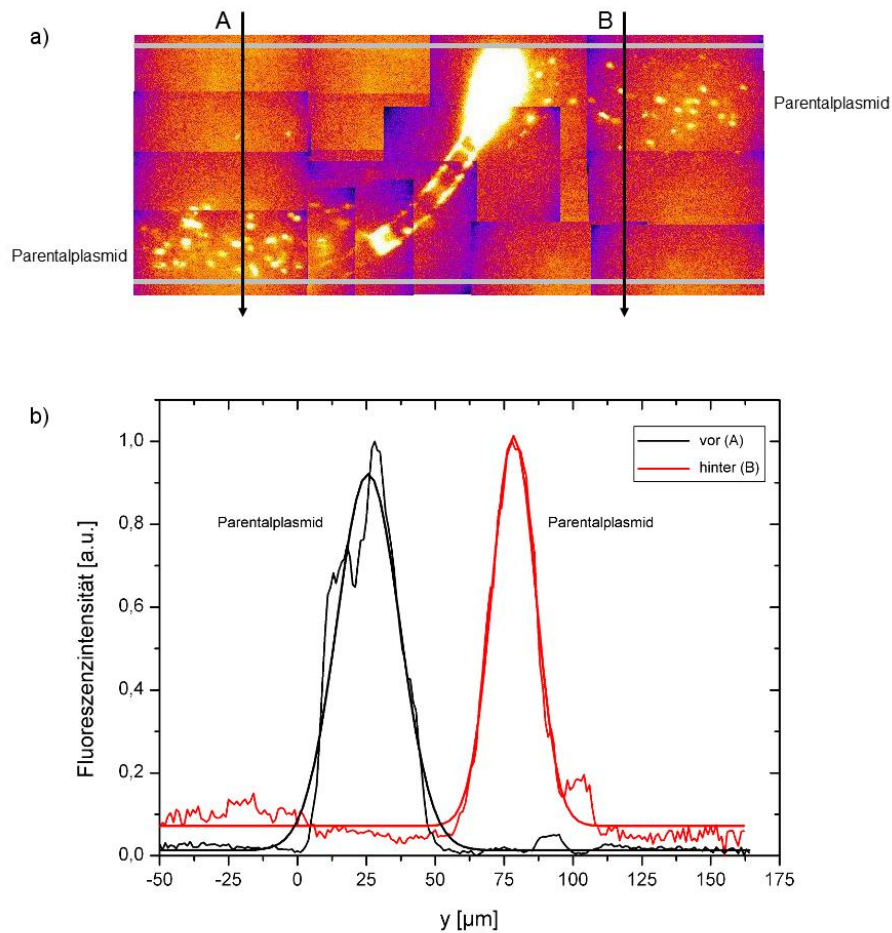 a)
A
B
Parentalplasmid
Parentalplasmid
b)
Fluoreszenzintensität [a.u.]
1,0
0,8
0,6
0,4
0,2
0,0
vor (A)
hinter (B)
Parentalplasmid
Parentalplasmid
-50
-25
0
25
50
75
100
125
150
175
y [µm]